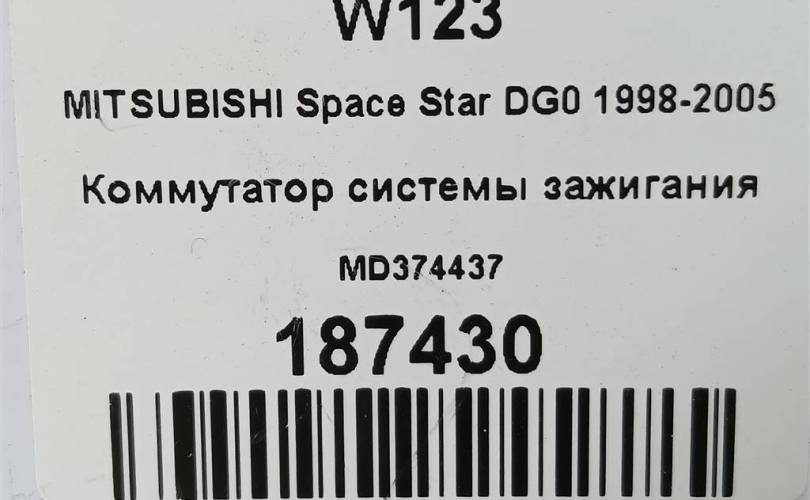 W123
MITSUBISHI Space Star DG0 1998-2005
Коммутатор системы зажигания
MD374437
187430